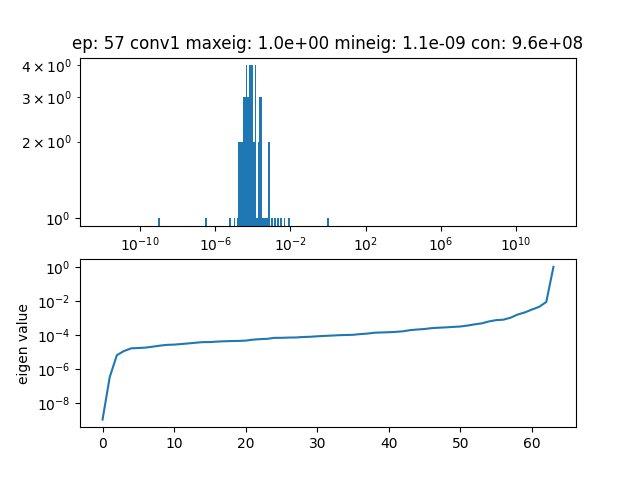 ep: 57 conv1 maxeig: 1.0e+00 mineig: 1.1e-09 con: 9.6e+08
4 × 10⁰
3 × 10⁰
2 × 10⁰
10⁰
10⁻¹⁰ 10⁻⁶ 10⁻² 10² 10⁶ 10¹⁰
eigen value
10⁰
10⁻²
10⁻⁴
10⁻⁶
10⁻⁸
0 10 20 30 40 50 60